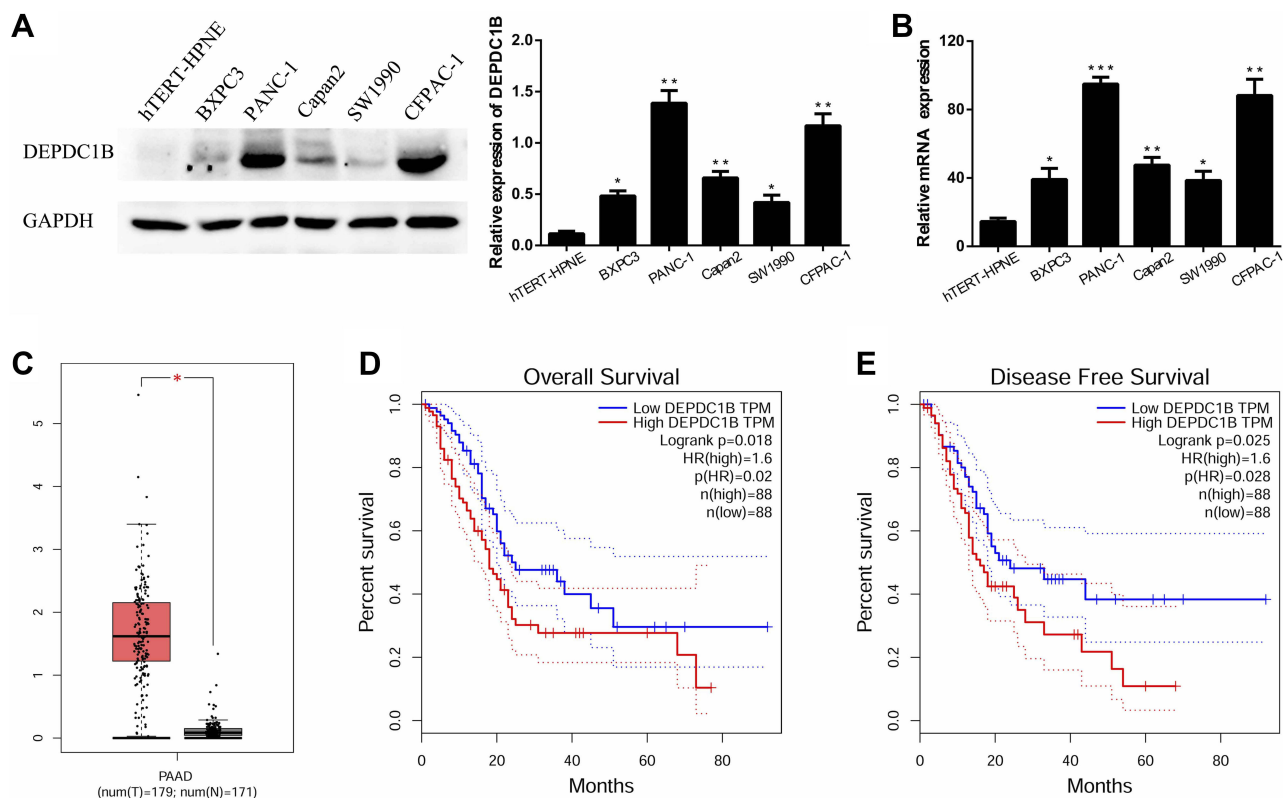 A
hTERT-HPNE
BXPC3
PANC-1
Capan2
SW1990
CFPAC-1
DEPDC1B
GAPDH
Relative expression of DEPDC1B
2.0
1.5
1.0
0.5
0.0
*
**
**
*
**
hTERT-HPNE
BXPC3
PANC-1
Capan2
SW1990
CFPAC-1
B
Relative mRNA expression
120
80
40
0
*
***
**
*
**
hTERT-HPNE
BXPC3
PANC-1
Capan2
SW1990
CFPAC-1
C
*
5
4
3
2
1
0
PAAD
(num(T)=179; num(N)=171)
D
Overall Survival
Low DEPDC1B TPM
High DEPDC1B TPM
Logrank p=0.018
HR(high)=1.6
p(HR)=0.02
n(high)=88
n(low)=88
Percent survival
1.0
0.8
0.6
0.4
0.2
0.0
0 20 40 60 80
Months
E
Disease Free Survival
Low DEPDC1B TPM
High DEPDC1B TPM
Logrank p=0.025
HR(high)=1.6
p(HR)=0.028
n(high)=88
n(low)=88
Percent survival
1.0
0.8
0.6
0.4
0.2
0.0
0 20 40 60 80
Months